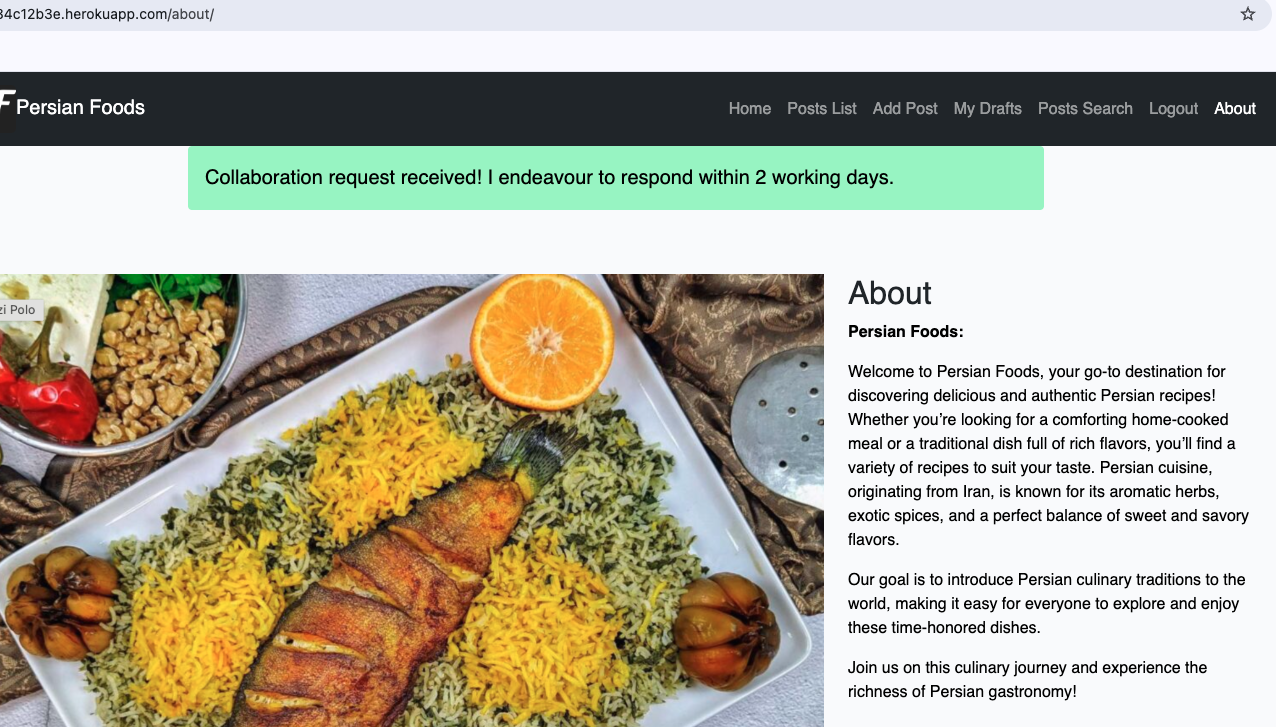 34c12b3e.herokuapp.com/about/
F Persian Foods
Home Posts List Add Post My Drafts Posts Search Logout About
Collaboration request received! I endeavour to respond within 2 working days.
zi Polo
About
Persian Foods:
Welcome to Persian Foods, your go-to destination for
discovering delicious and authentic Persian recipes!
Whether you’re looking for a comforting home-cooked
meal or a traditional dish full of rich flavors, you’ll find a
variety of recipes to suit your taste. Persian cuisine,
originating from Iran, is known for its aromatic herbs,
exotic spices, and a perfect balance of sweet and savory
flavors.
Our goal is to introduce Persian culinary traditions to the
world, making it easy for everyone to explore and enjoy
these time-honored dishes.
Join us on this culinary journey and experience the
richness of Persian gastronomy!